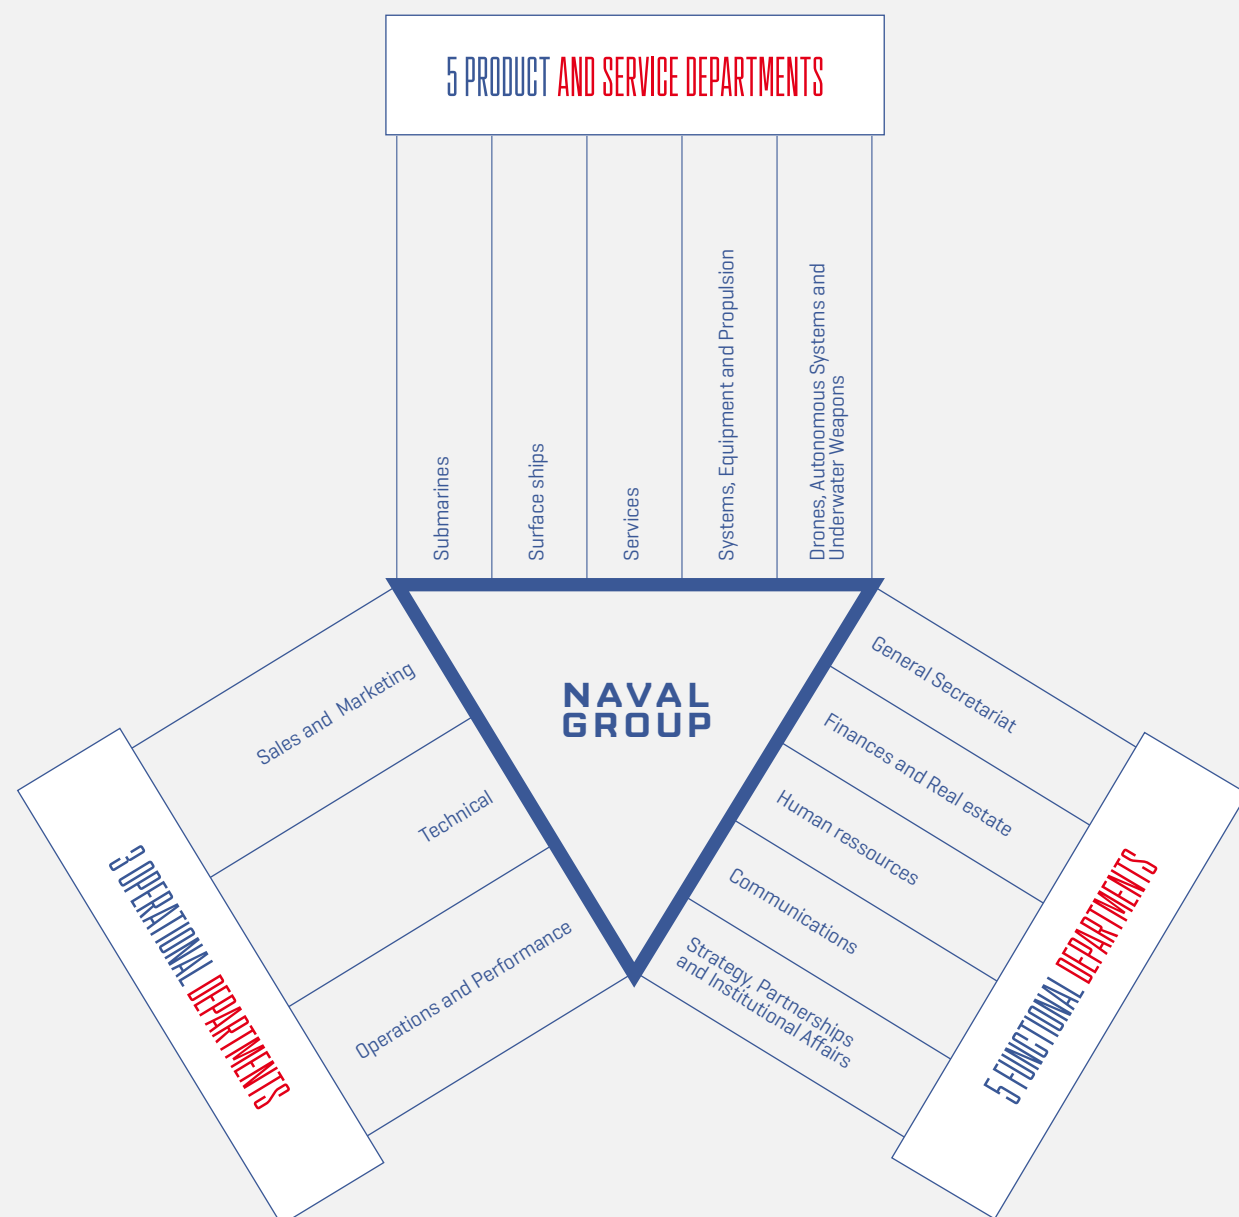 5 PRODUCT AND SERVICE DEPARTMENTS
Submarines
Surface ships
Services
Systems, Equipment and Propulsion
Drones, Autonomous Systems and
Underwater Weapons
NAVAL
GROUP
Sales and Marketing
Technical
Operations and Performance
3 OPERATIONAL DEPARTMENTS
General Secretariat
Finances and Real estate
Human ressources
Communications
Strategy, Partnerships
and Institutional Affairs
5 FUNCTIONAL DEPARTMENTS